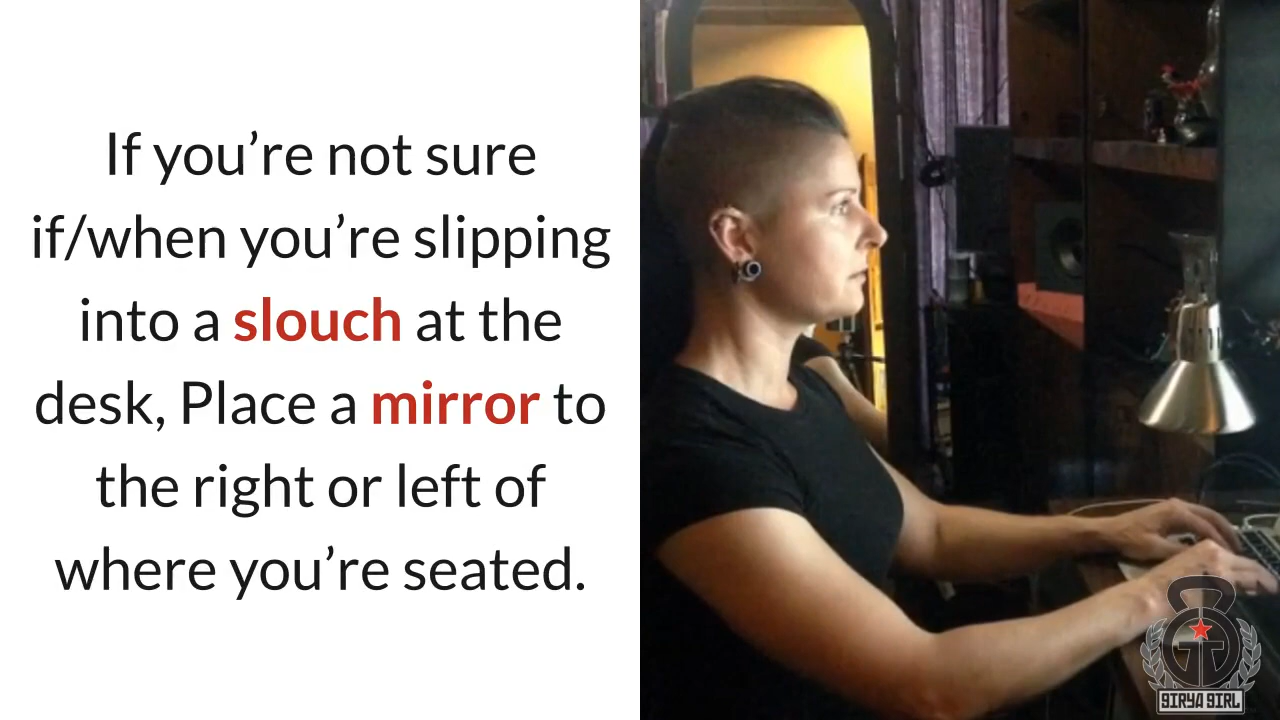 If you’re not sure
if/when you’re slipping
into a slouch at the
desk, Place a mirror to
the right or left of
where you’re seated.
GIRYA GIRL